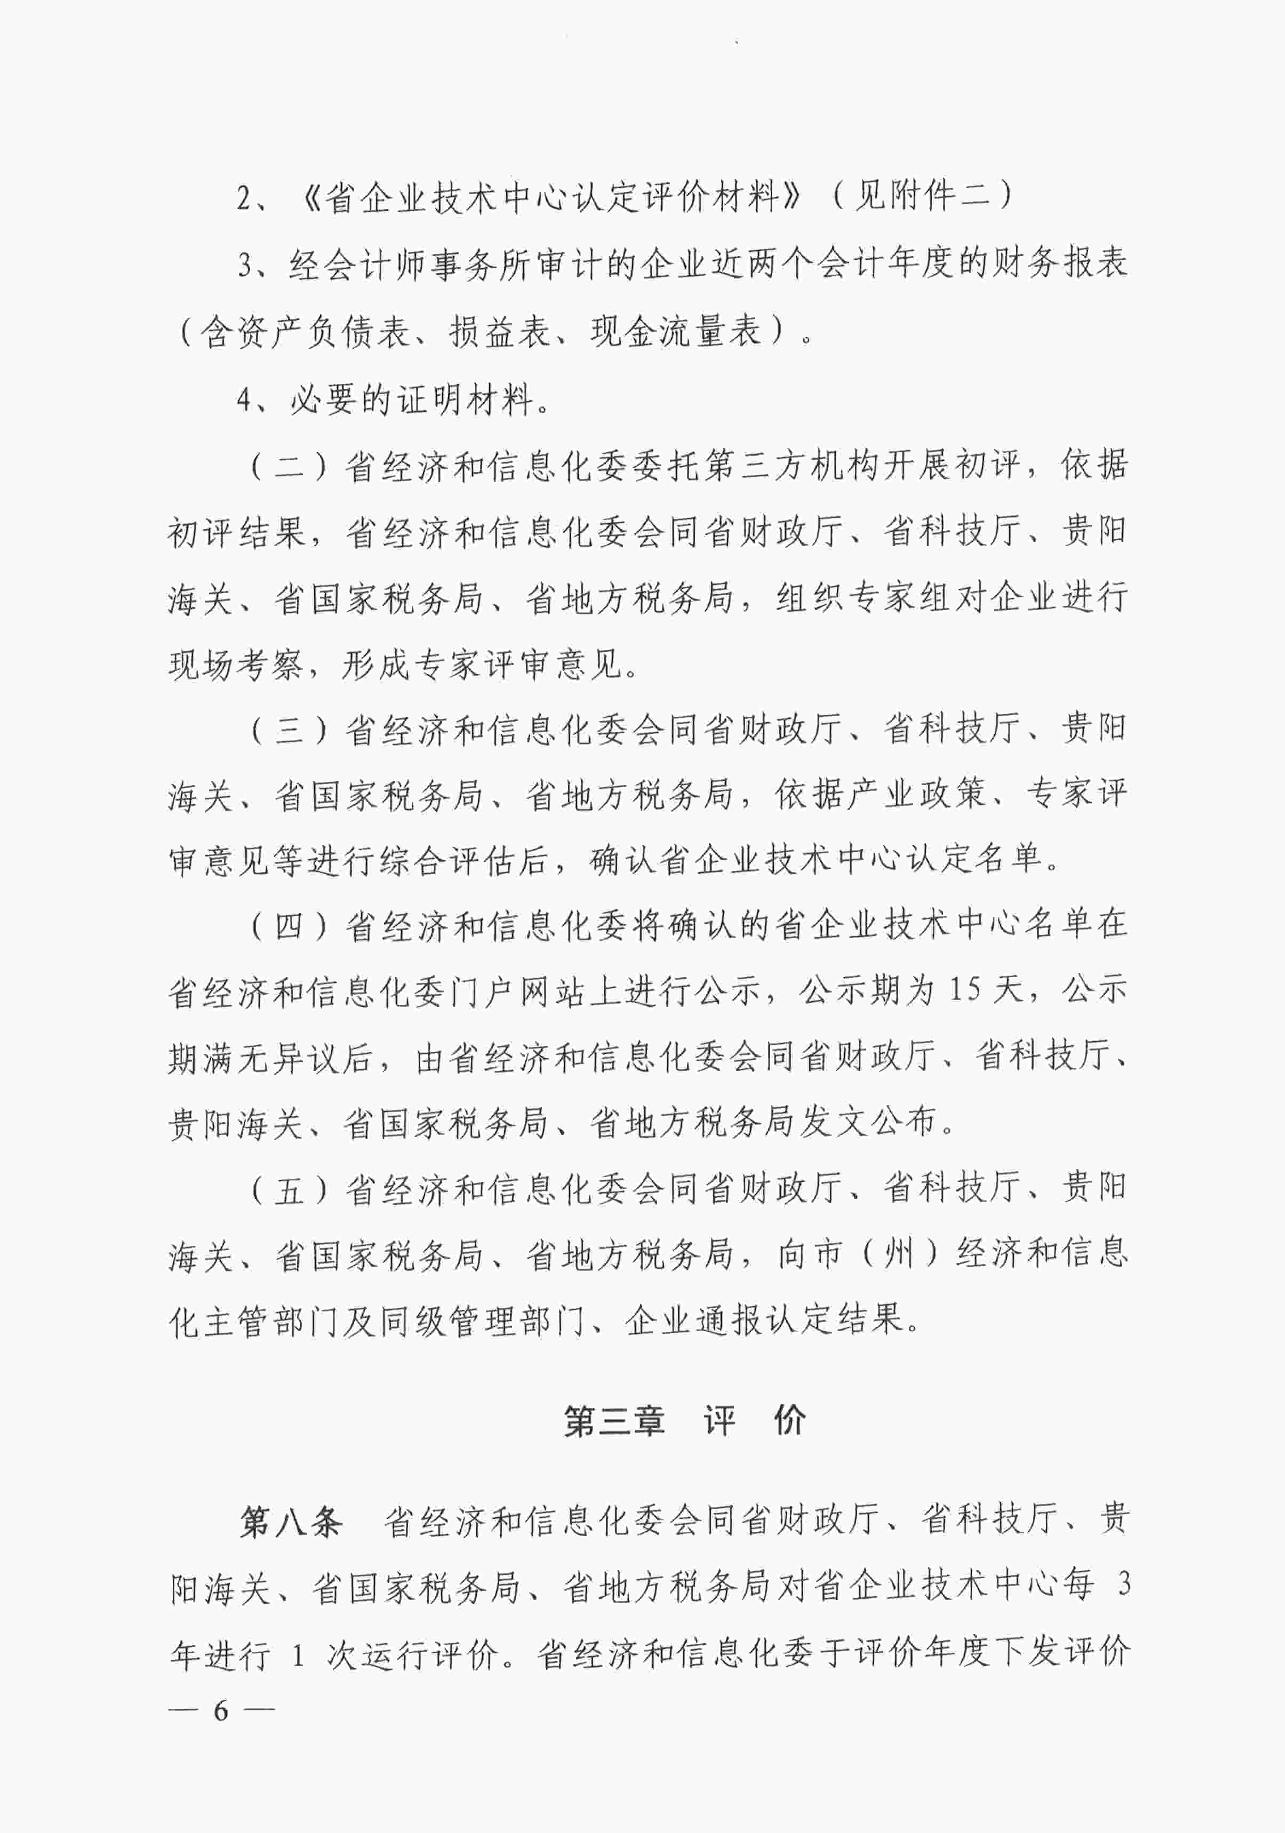 2、《省企业技术中心认定评价材料》（见附件二）
3、经会计师事务所审计的企业近两个会计年度的财务报表
（含资产负债表、损益表、现金流量表）。
4、必要的证明材料。
（二）省经济和信息化委委托第三方机构开展初评，依据
初评结果，省经济和信息化委会同省财政厅、省科技厅、贵阳
海关、省国家税务局、省地方税务局，组织专家组对企业进行
现场考察，形成专家评审意见。
（三）省经济和信息化委会同省财政厅、省科技厅、贵阳
海关、省国家税务局、省地方税务局，依据产业政策、专家评
审意见等进行综合评估后，确认省企业技术中心认定名单。
（四）省经济和信息化委将确认的省企业技术中心名单在
省经济和信息化委门户网站上进行公示，公示期为 15 天，公示
期满无异议后，由省经济和信息化委会同省财政厅、省科技厅、
贵阳海关、省国家税务局、省地方税务局发文公布。
（五）省经济和信息化委会同省财政厅、省科技厅、贵阳
海关、省国家税务局、省地方税务局，向市（州）经济和信息
化主管部门及同级管理部门、企业通报认定结果。
第三章 评 价
第八条 省经济和信息化委会同省财政厅、省科技厅、贵
阳海关、省国家税务局、省地方税务局对省企业技术中心每 3
年进行 1 次运行评价。省经济和信息化委于评价年度下发评价
— 6 —